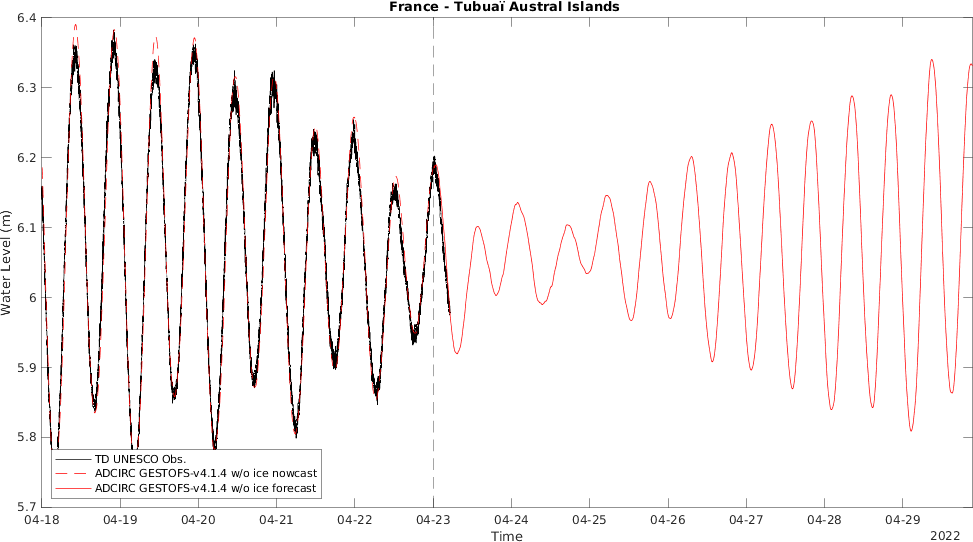 France - Tubuaï Austral Islands
6.4
6.3
6.2
6.1
6
5.9
5.8
5.7
Water Level (m)
TD UNESCO Obs.
ADCIRC GESTOFS-v4.1.4 w/o ice nowcast
ADCIRC GESTOFS-v4.1.4 w/o ice forecast
04-18 04-19 04-20 04-21 04-22 04-23 04-24 04-25 04-26 04-27 04-28 04-29
Time
2022